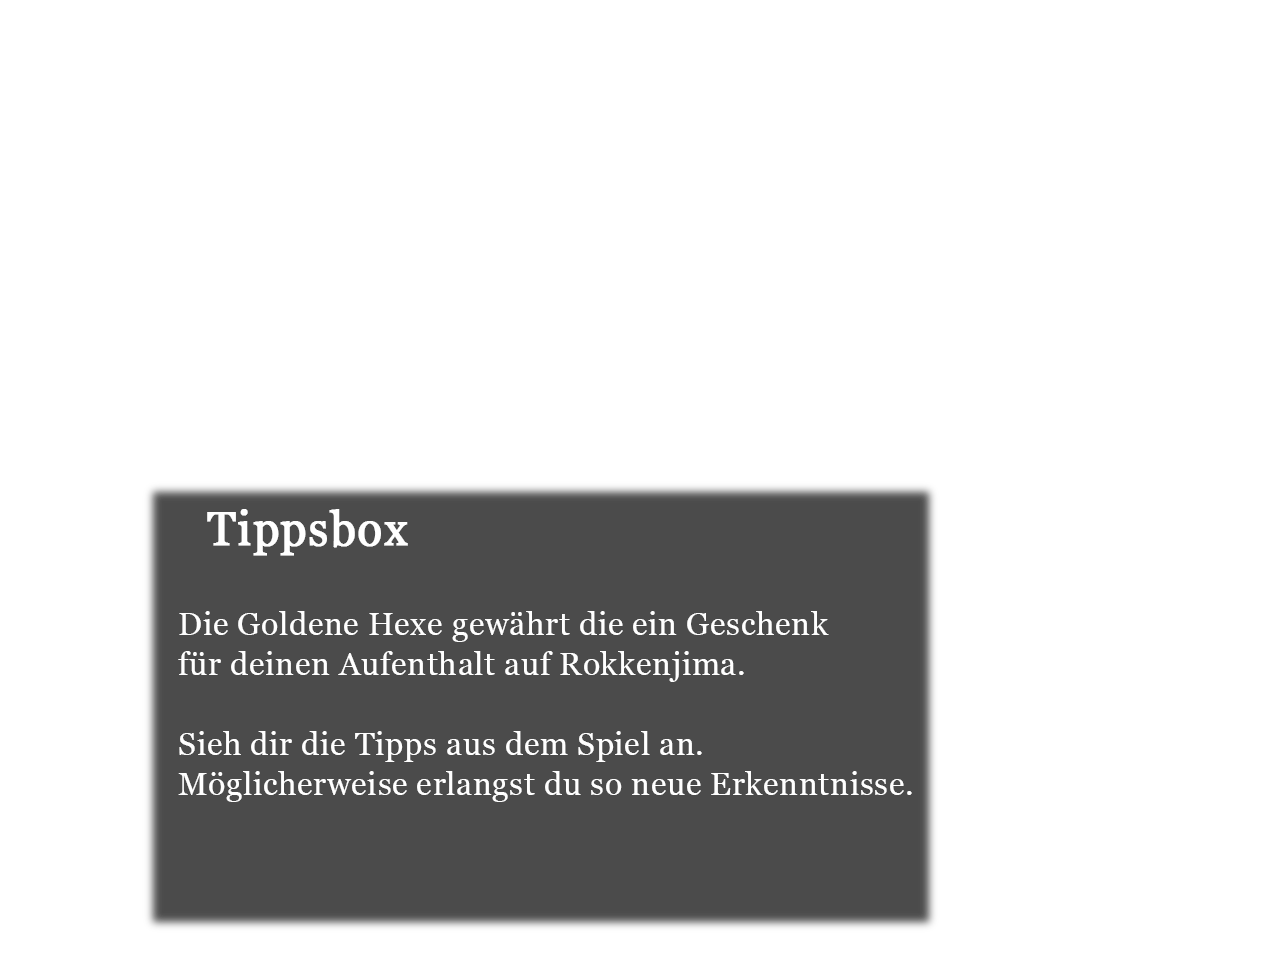 Tippsbox
Die Goldene Hexe gewährt die ein Geschenk
für deinen Aufenthalt auf Rokkenjima.
Sieh dir die Tipps aus dem Spiel an.
Möglicherweise erlangst du so neue Erkenntnisse.